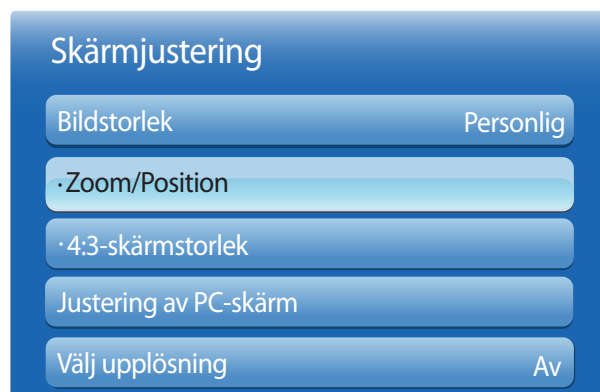 Skärmjustering
Bildstorlek Personlig
·Zoom/Position
·4:3-skärmstorlek
Justering av PC-skärm
Välj upplösning Av